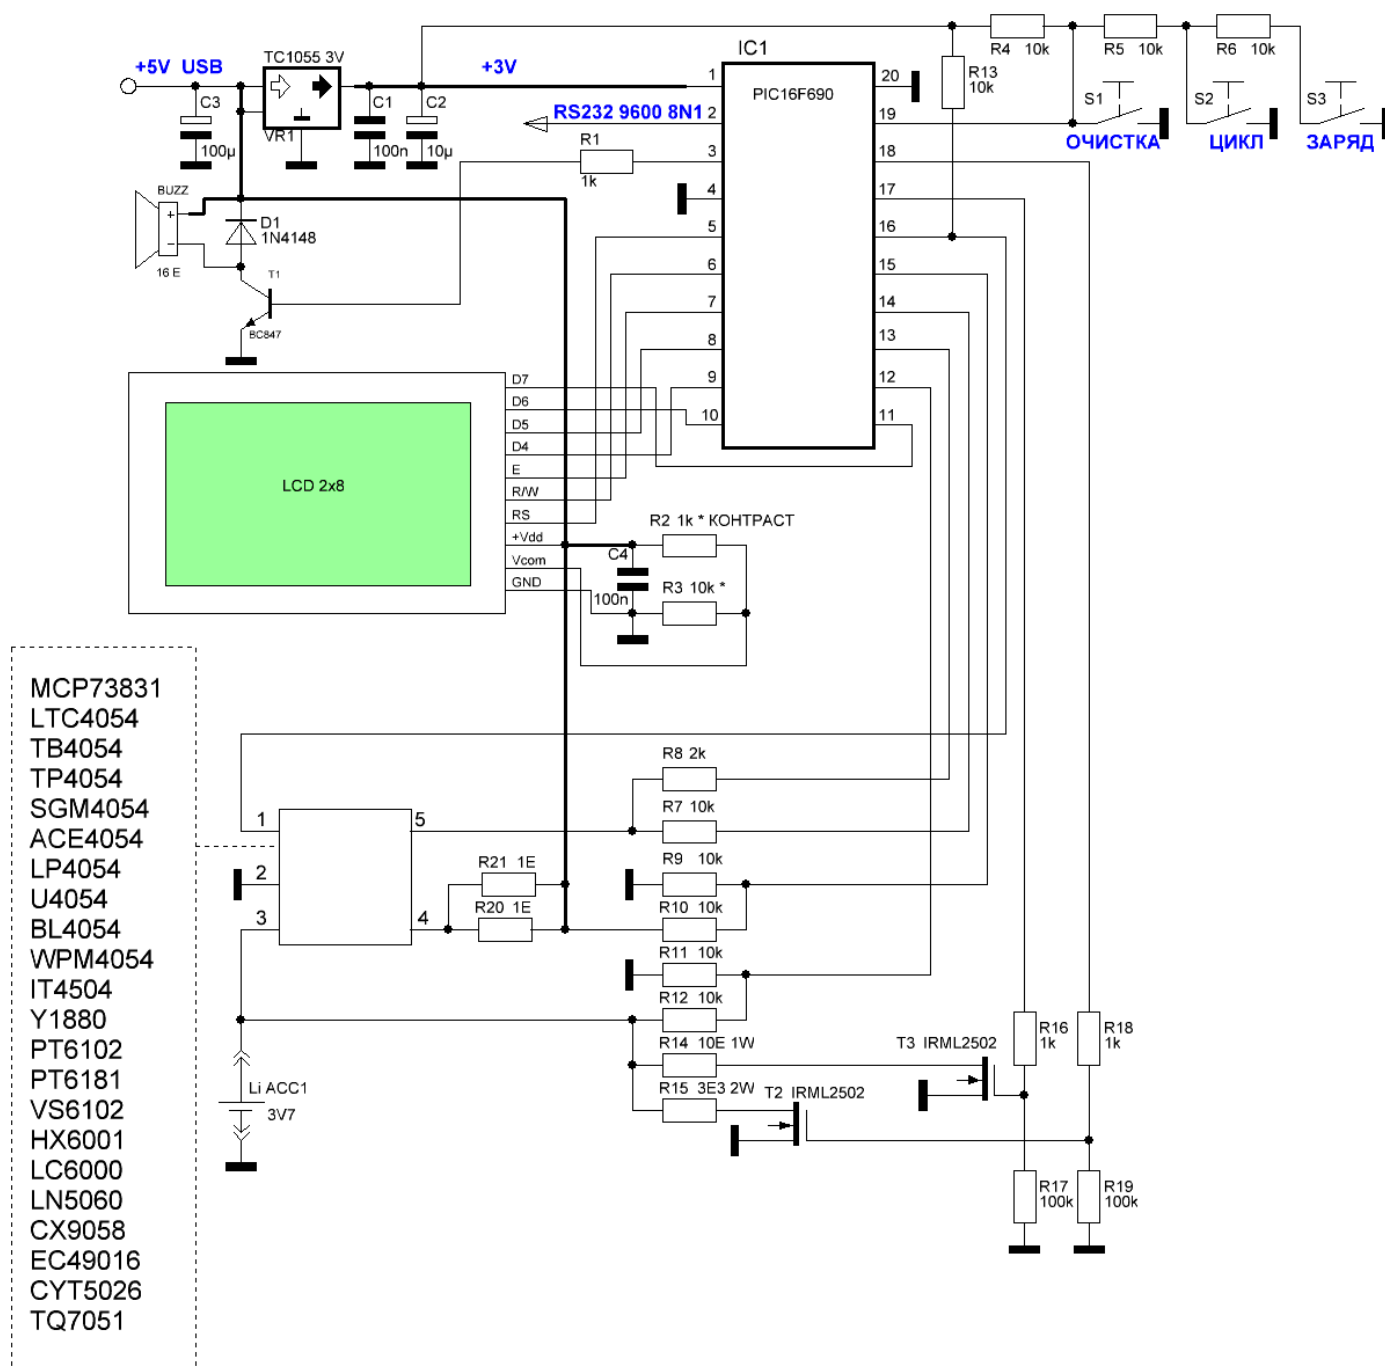 +5V USB
TC1055 3V
+3V
IC1
R4 10k
R5 10k
R6 10k
C3
100µ
VR1
C1
100n
C2
10µ
RS232 9600 8N1
R1
1k
PIC16F690
1
2
3
4
5
6
7
8
9
10
20
19
18
17
16
15
14
13
12
11
R13
10k
S1
S2
S3
ОЧИСТКА
ЦИКЛ
ЗАРЯД
BUZZ
+
−
16 E
D1
1N4148
T1
BC847
LCD 2x8
D7
D6
D5
D4
E
R/W
RS
+Vdd
Vcom
GND
R2 1k * КОНТРАСТ
C4
100n
R3 10k *
MCP73831
LTC4054
TB4054
TP4054
SGM4054
ACE4054
LP4054
U4054
BL4054
WPM4054
IT4504
Y1880
PT6102
PT6181
VS6102
HX6001
LC6000
LN5060
CX9058
EC49016
CYT5026
TQ7051
1
2
3
5
4
R21 1E
R20 1E
R8 2k
R7 10k
R9 10k
R10 10k
R11 10k
R12 10k
R14 10E 1W
R15 3E3 2W
T2 IRML2502
T3 IRML2502
R16
1k
R18
1k
R17
100k
R19
100k
Li ACC1
3V7